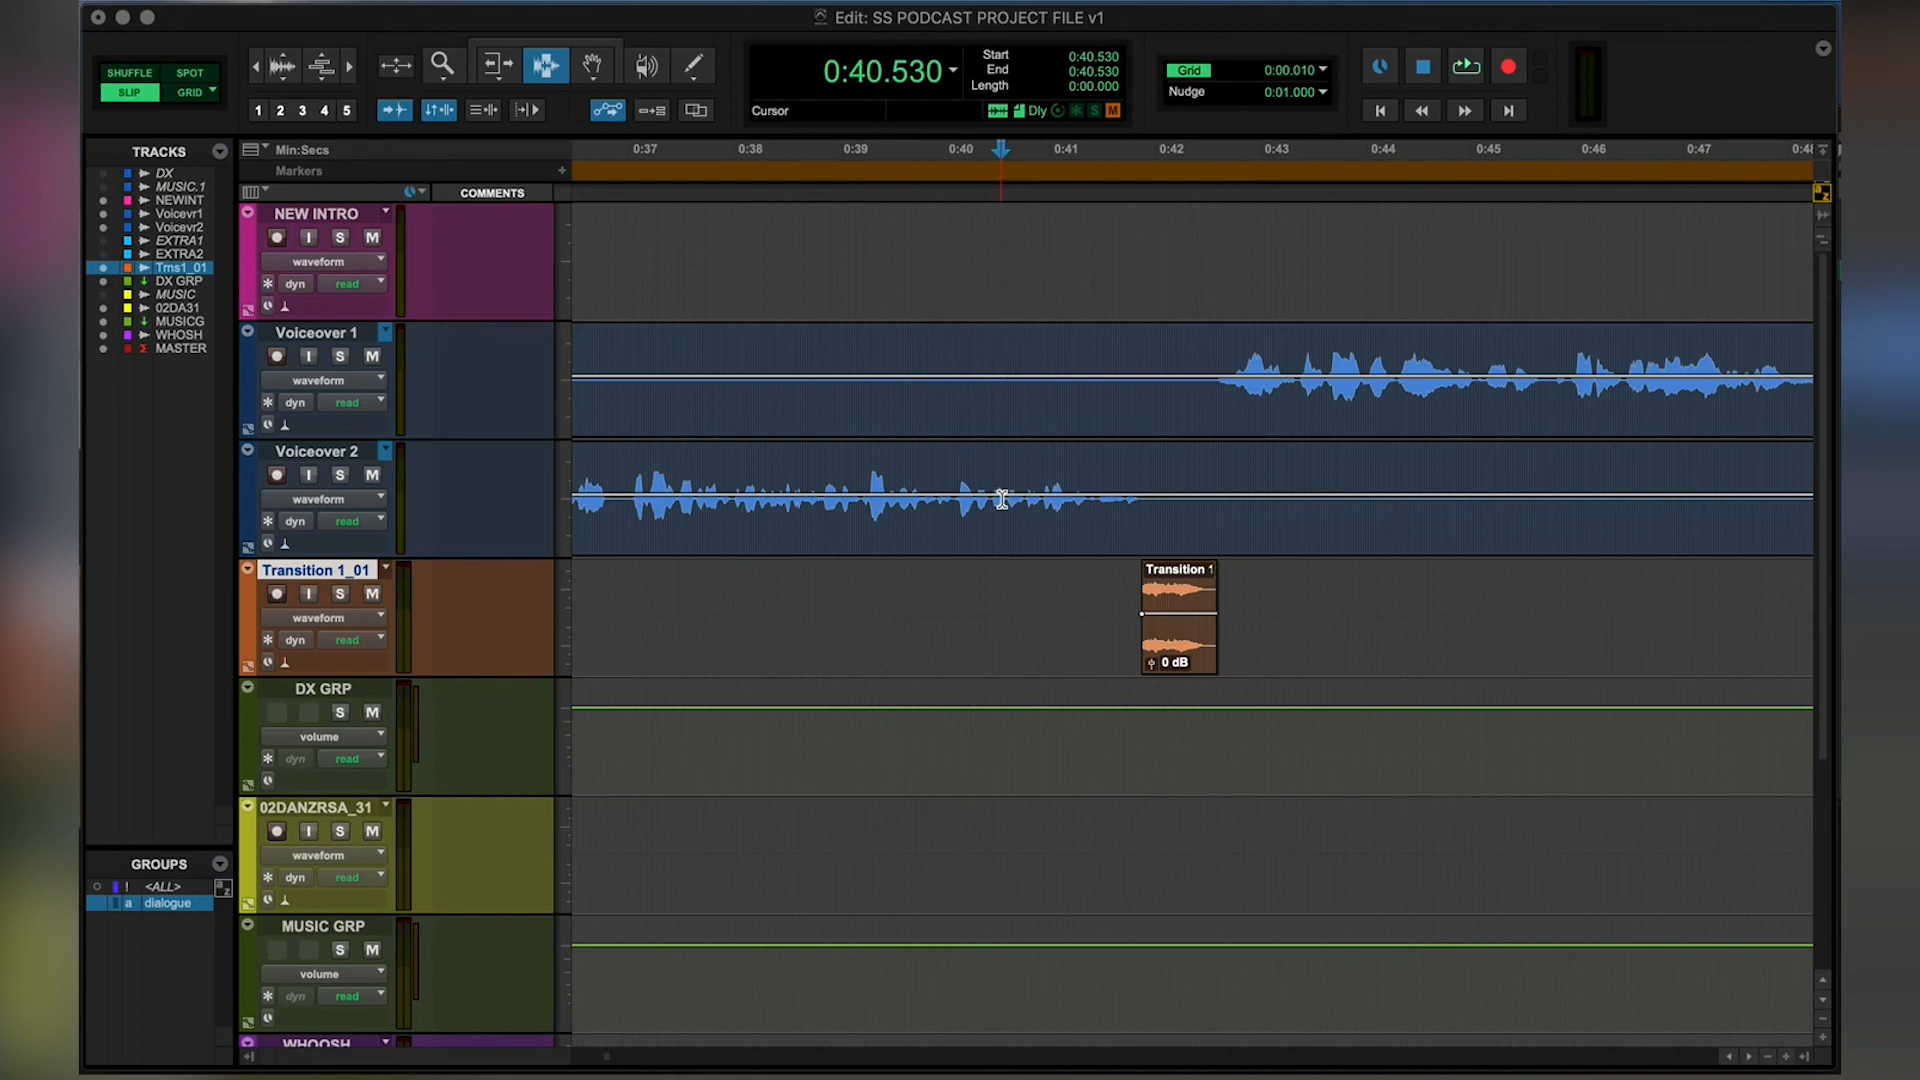 Edit: SS PODCAST PROJECT FILE v1
SHUFFLE SPOT
SLIP GRID
1 2 3 4 5
0:40.530
Start 0:40.530
End 0:40.530
Length 0:00.000
Cursor
Dly
S
M
Grid 0:00.010
Nudge 0:01.000
TRACKS
DX
MUSIC.1
NEWINT
Voicevr1
Voicevr2
EXTRA1
EXTRA2
Trns1_01
DX GRP
MUSIC
02DA31
MUSICG
WHOSH
MASTER
GROUPS
! <ALL>
a dialogue
a z
Min:Secs
0:37 0:38 0:39 0:40 0:41 0:42 0:43 0:44 0:45 0:46 0:47 0:48
Markers
COMMENTS
a z
NEW INTRO
I S M
waveform
dyn read
Voiceover 1
I S M
waveform
dyn read
Voiceover 2
I S M
waveform
dyn read
Transition 1_01
I S M
waveform
dyn read
Transition 1
0 dB
DX GRP
S M
volume
dyn read
02DANZRSA_31
I S M
waveform
dyn read
MUSIC GRP
S M
volume
dyn read
WHOOSH